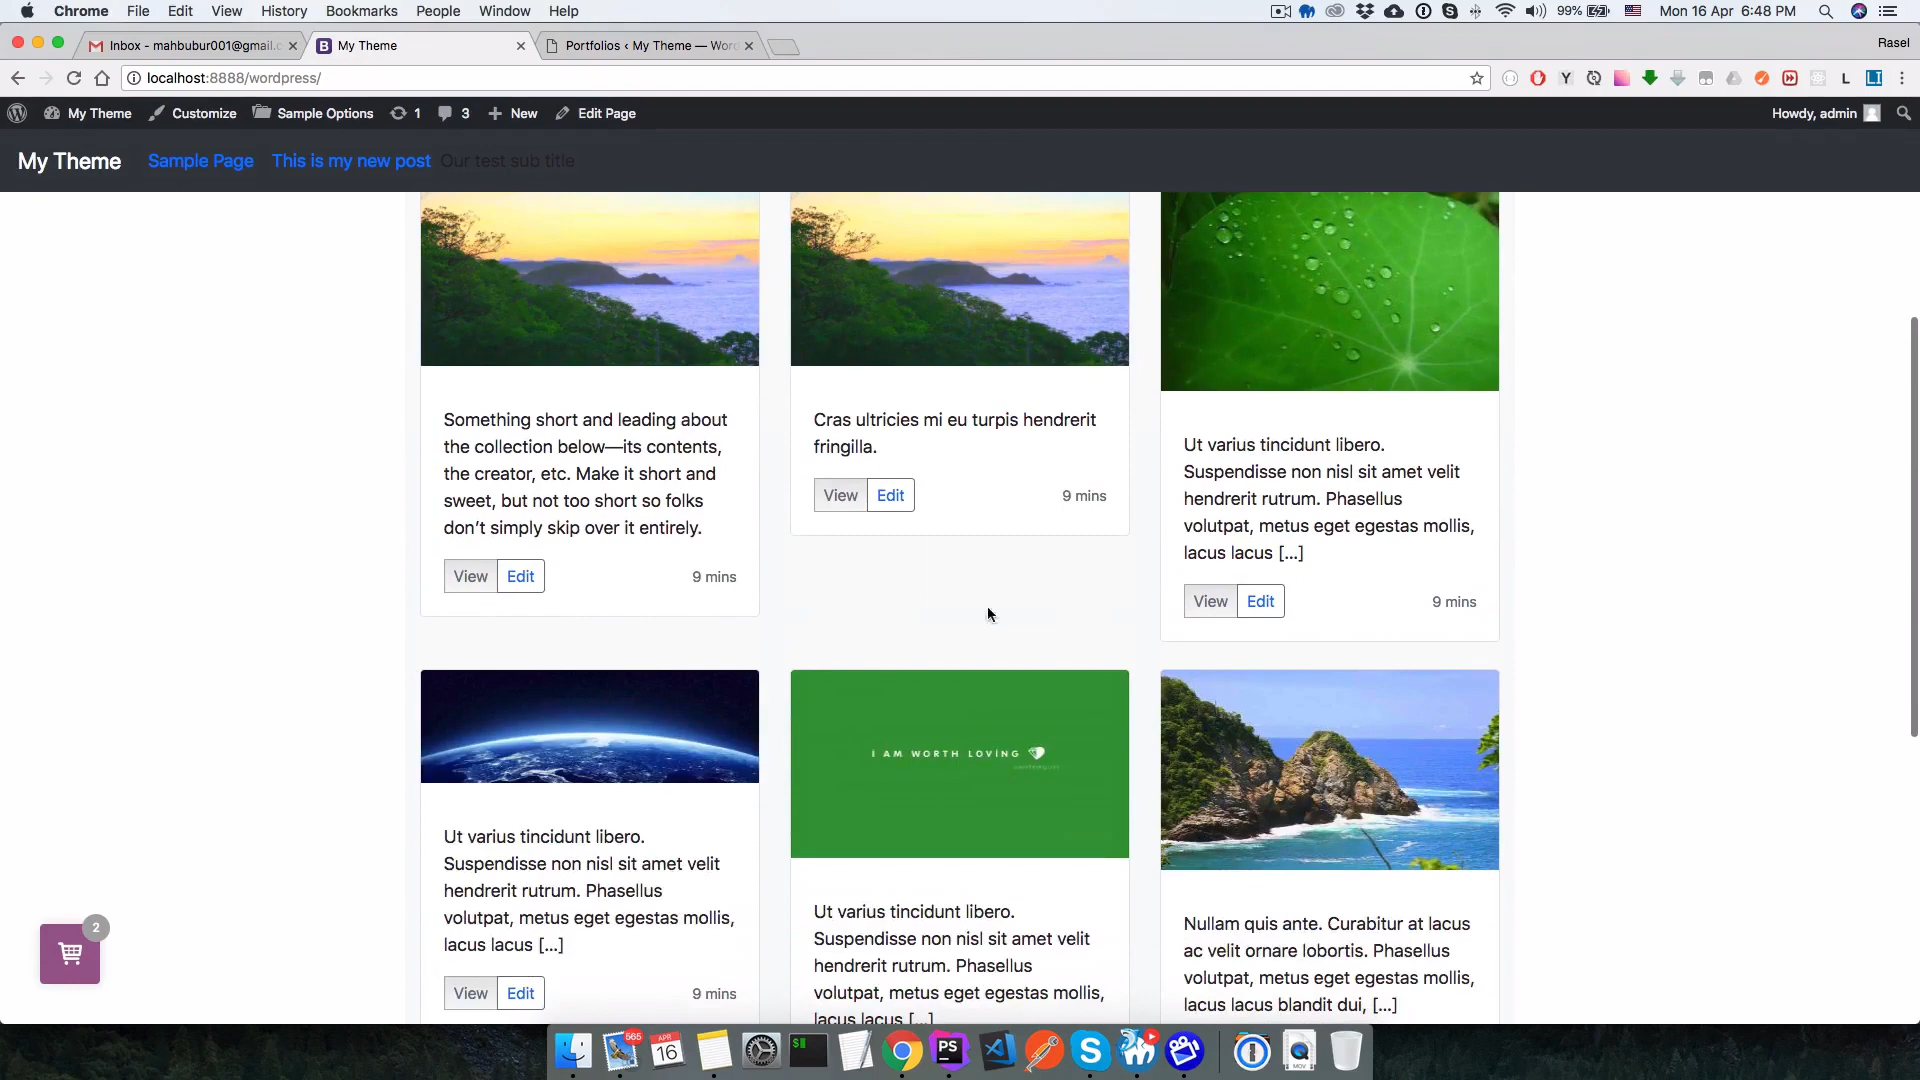 Chrome File Edit View History Bookmarks People Window Help 99% Mon 16 Apr 6:48 PM
Inbox - mahbubur001@gmail.c My Theme Portfolios ‹ My Theme — Word Rasel
localhost:8888/wordpress/
My Theme Customize Sample Options 1 3 New Edit Page Howdy, admin
My Theme Sample Page This is my new post Our test sub title
Something short and leading about
the collection below—its contents,
the creator, etc. Make it short and
sweet, but not too short so folks
don’t simply skip over it entirely.
View Edit 9 mins
Cras ultricies mi eu turpis hendrerit
fringilla.
View Edit 9 mins
Ut varius tincidunt libero.
Suspendisse non nisl sit amet velit
hendrerit rutrum. Phasellus
volutpat, metus eget egestas mollis,
lacus lacus [...]
View Edit 9 mins
Ut varius tincidunt libero.
Suspendisse non nisl sit amet velit
hendrerit rutrum. Phasellus
volutpat, metus eget egestas mollis,
lacus lacus [...]
View Edit 9 mins
I AM WORTH LOVING
Ut varius tincidunt libero.
Suspendisse non nisl sit amet velit
hendrerit rutrum. Phasellus
volutpat, metus eget egestas mollis,
lacus lacus [...]
Nullam quis ante. Curabitur at lacus
ac velit ornare lobortis. Phasellus
volutpat, metus eget egestas mollis,
lacus lacus blandit dui, [...]
2
565
APR
16
PS
MOV